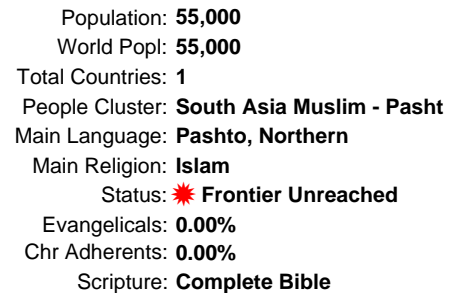 Population: 55,000
World Popl: 55,000
Total Countries: 1
People Cluster: South Asia Muslim - Pasht
Main Language: Pashto, Northern
Main Religion: Islam
Status: Frontier Unreached
Evangelicals: 0.00%
Chr Adherents: 0.00%
Scripture: Complete Bible